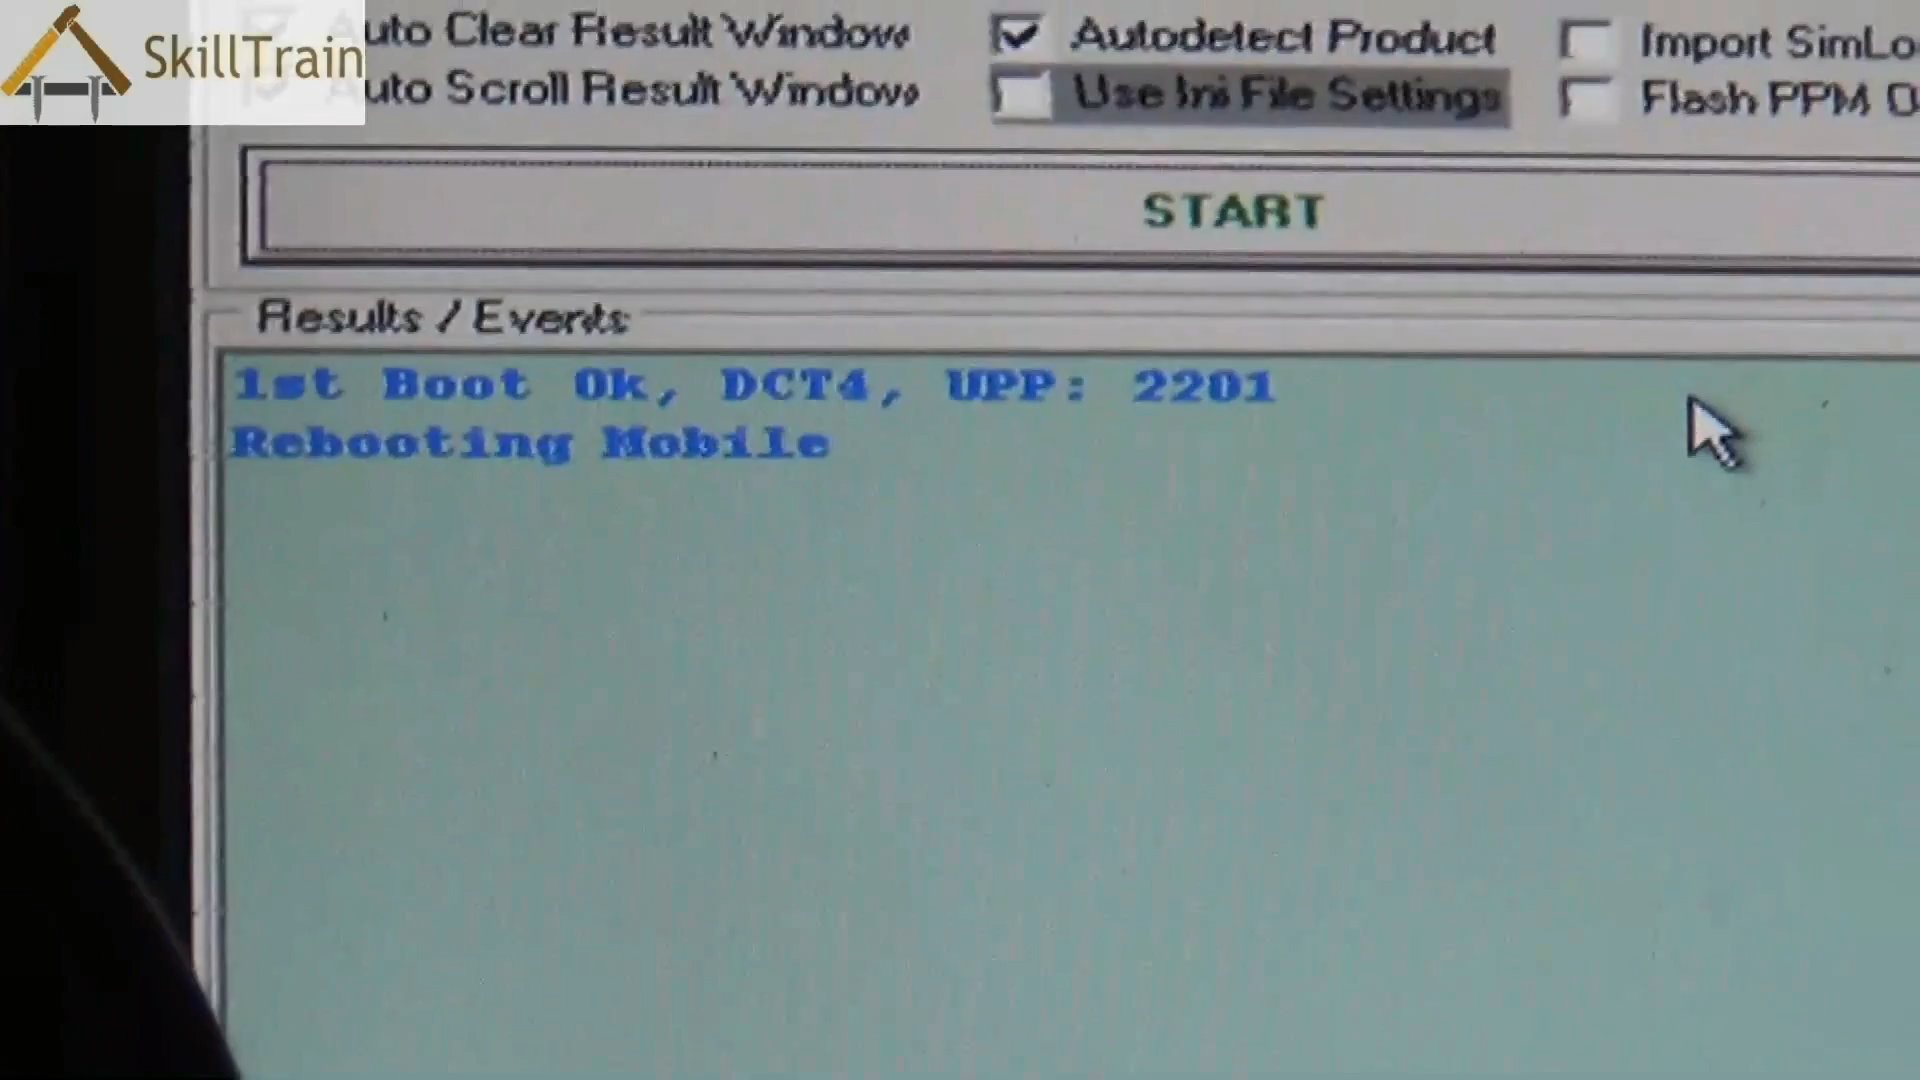 SkillTrain
uto Clear Result Window
Autodetect Product
Import SimLo
uto Scroll Result Window
Use Ini File Settings
Flash PPM O
START
Results / Events
1st Boot Ok, DCT4, UPP: 2201
Rebooting Mobile